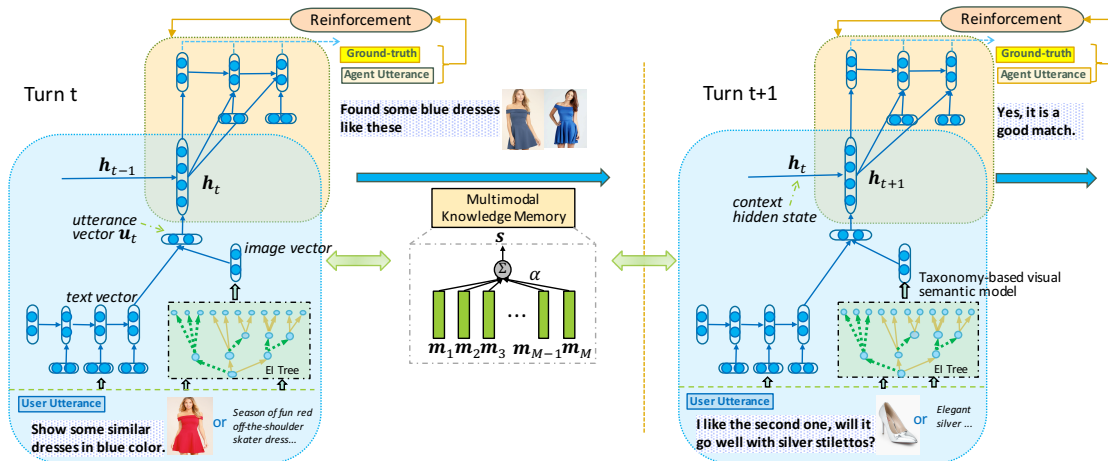 Reinforcement
Ground-truth
Agent Utterance
Turn t
Found some blue dresses
like these
h_{t−1}
h_t
utterance
vector u_t
image vector
text vector
EI Tree
User Utterance
Show some similar
dresses in blue color.
or
Season of fun red
off-the-shoulder
skater dress...
Multimodal
Knowledge Memory
s
Σ
α
...
m_1 m_2 m_3 m_{M−1} m_M
Reinforcement
Ground-truth
Agent Utterance
Turn t+1
Yes, it is a
good match.
h_t
h_{t+1}
context
hidden state
Taxonomy-based visual
semantic model
EI Tree
User Utterance
I like the second one, will it
go well with silver stilettos?
or
Elegant
silver ...